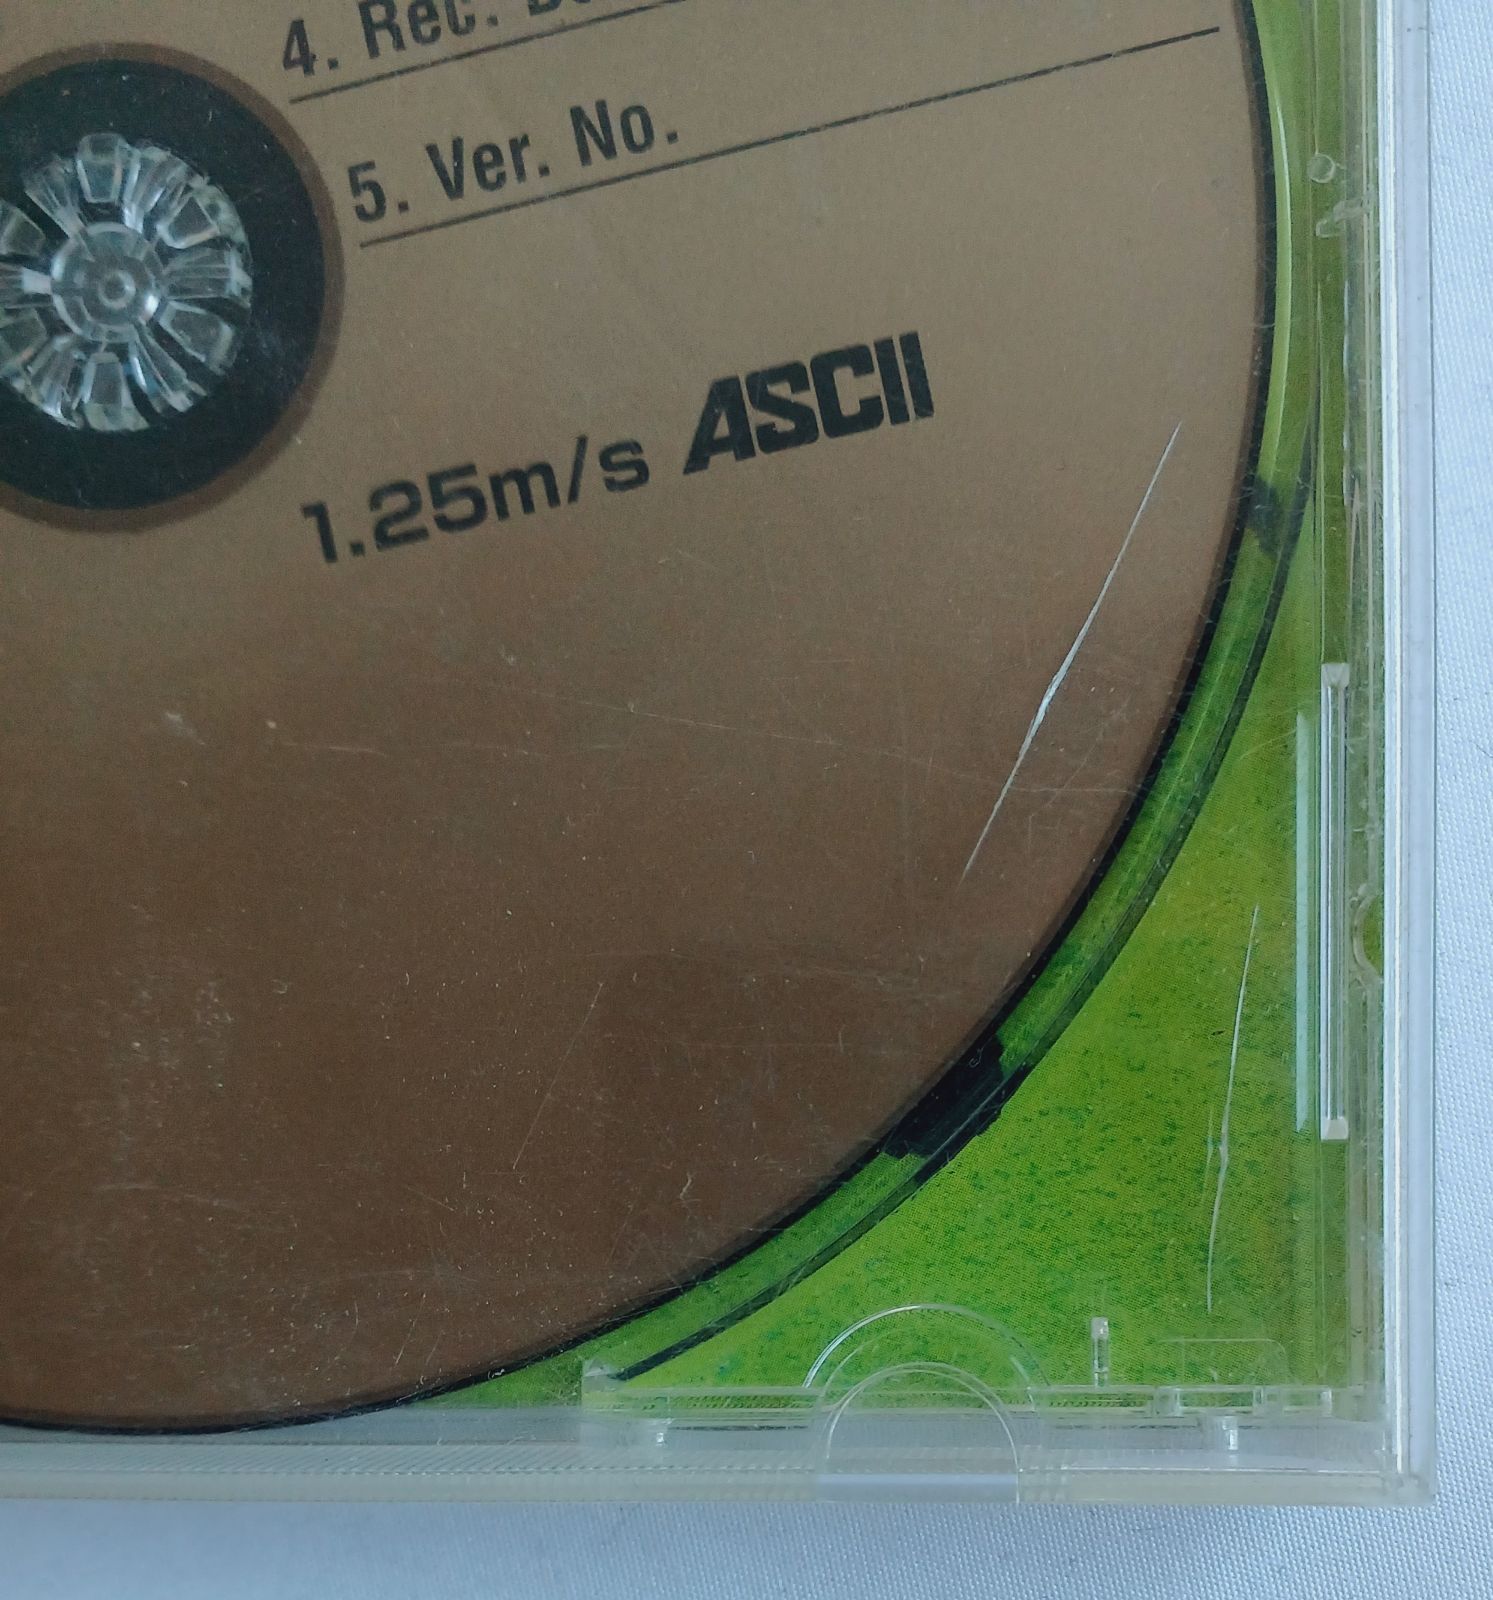 4. Rec.
5. Ver. No.
1.25m/s ASCII